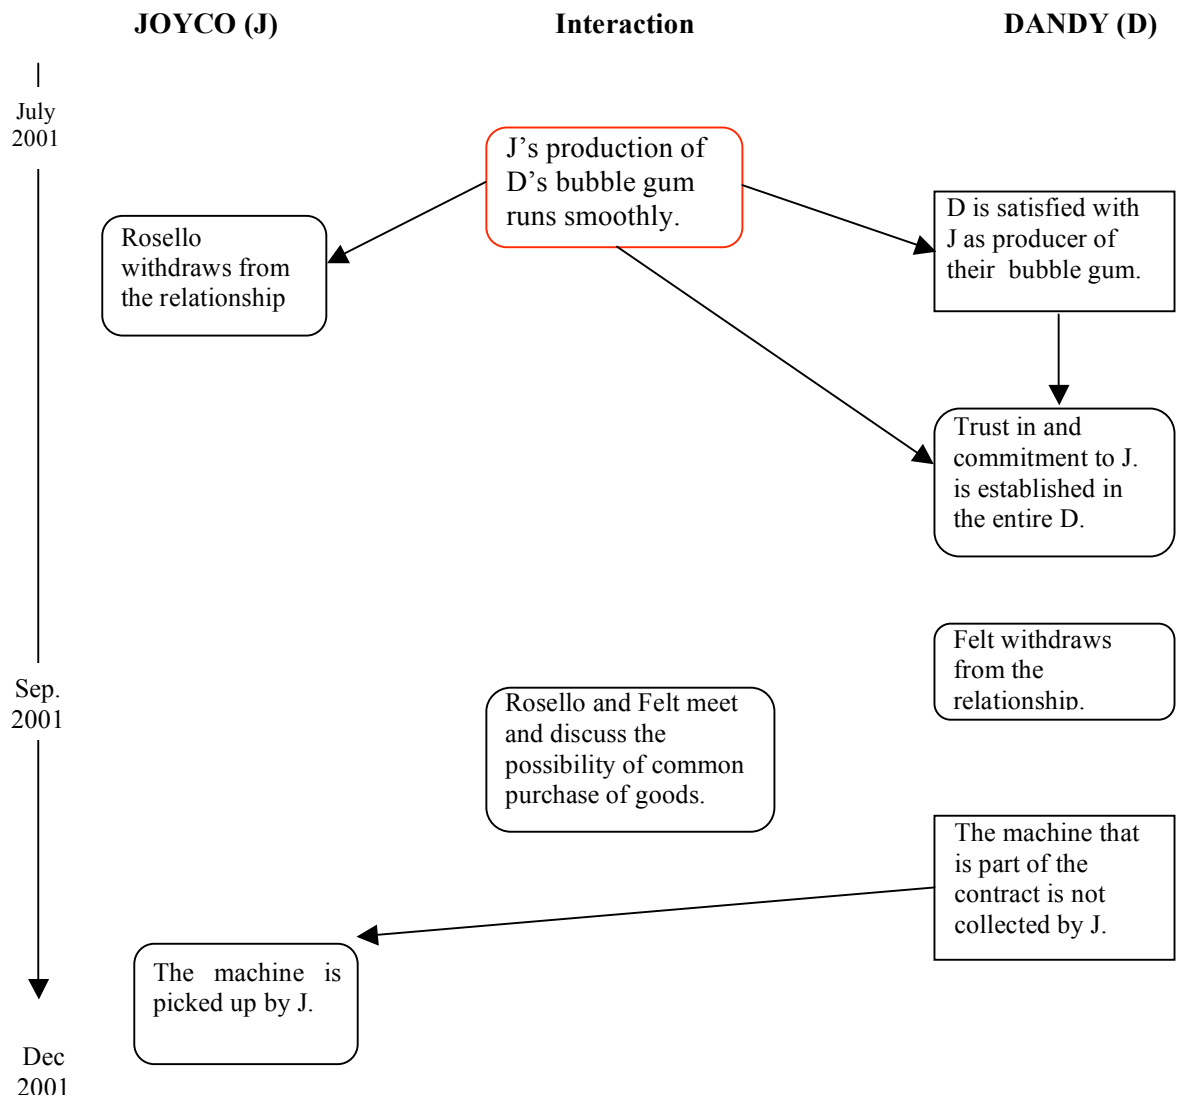 JOYCO (J)
Interaction
DANDY (D)
July
2001
J’s production of
D’s bubble gum
runs smoothly.
D is satisfied with
J as producer of
their bubble gum.
Rosello
withdraws from
the relationship
Trust in and
commitment to J.
is established in
the entire D.
Felt withdraws
from the
relationship.
Sep.
2001
Rosello and Felt meet
and discuss the
possibility of common
purchase of goods.
The machine that
is part of the
contract is not
collected by J.
The machine is
picked up by J.
Dec
2001